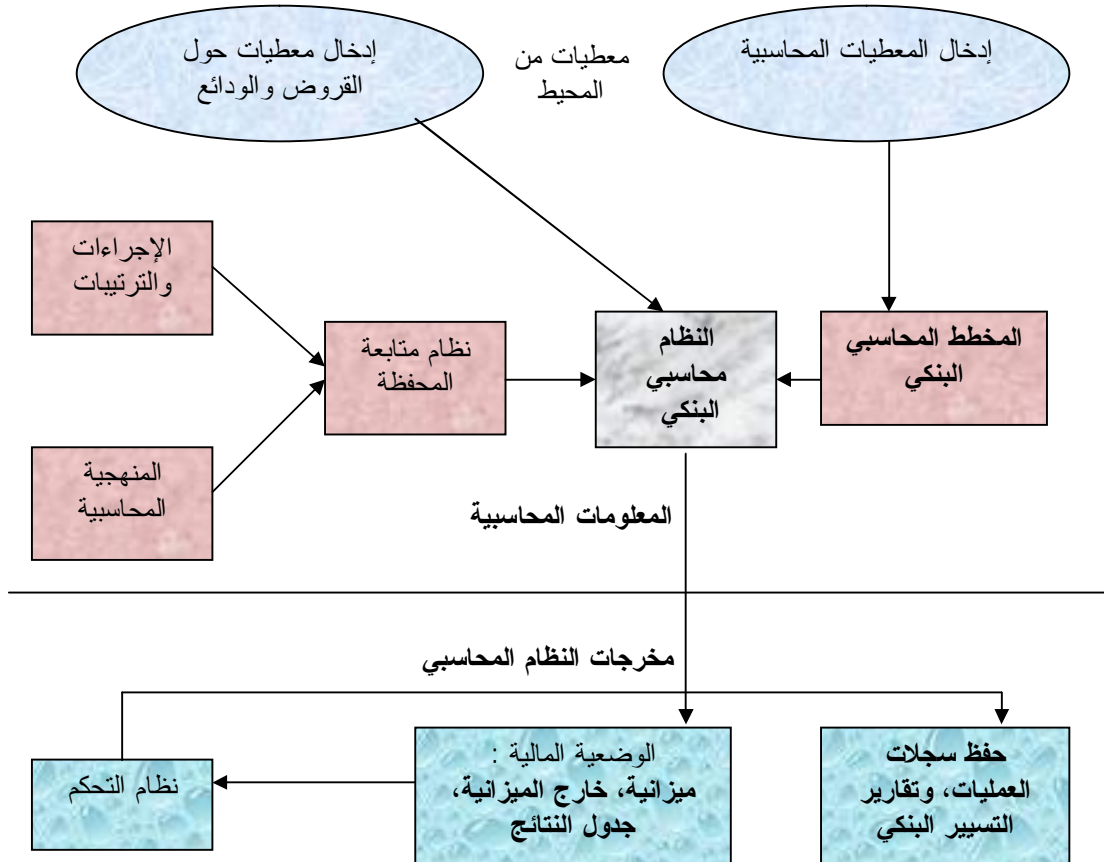 إدخال المعطيات المحاسبية
معطيات من
المحيط
إدخال معطيات حول
القروض والودائع
الإجراءات
والترتيبات
المخطط المحاسبي
البنكي
النظام
محاسبي
البنكي
نظام متابعة
المحفظة
المنهجية
المحاسبية
المعلومات المحاسبية
مخرجات النظام المحاسبي
حفظ سجلات
العمليات، وتقارير
التسيير البنكي
الوضعية المالية :
ميزانية، خارج الميزانية،
جدول النتائج
نظام التحكم